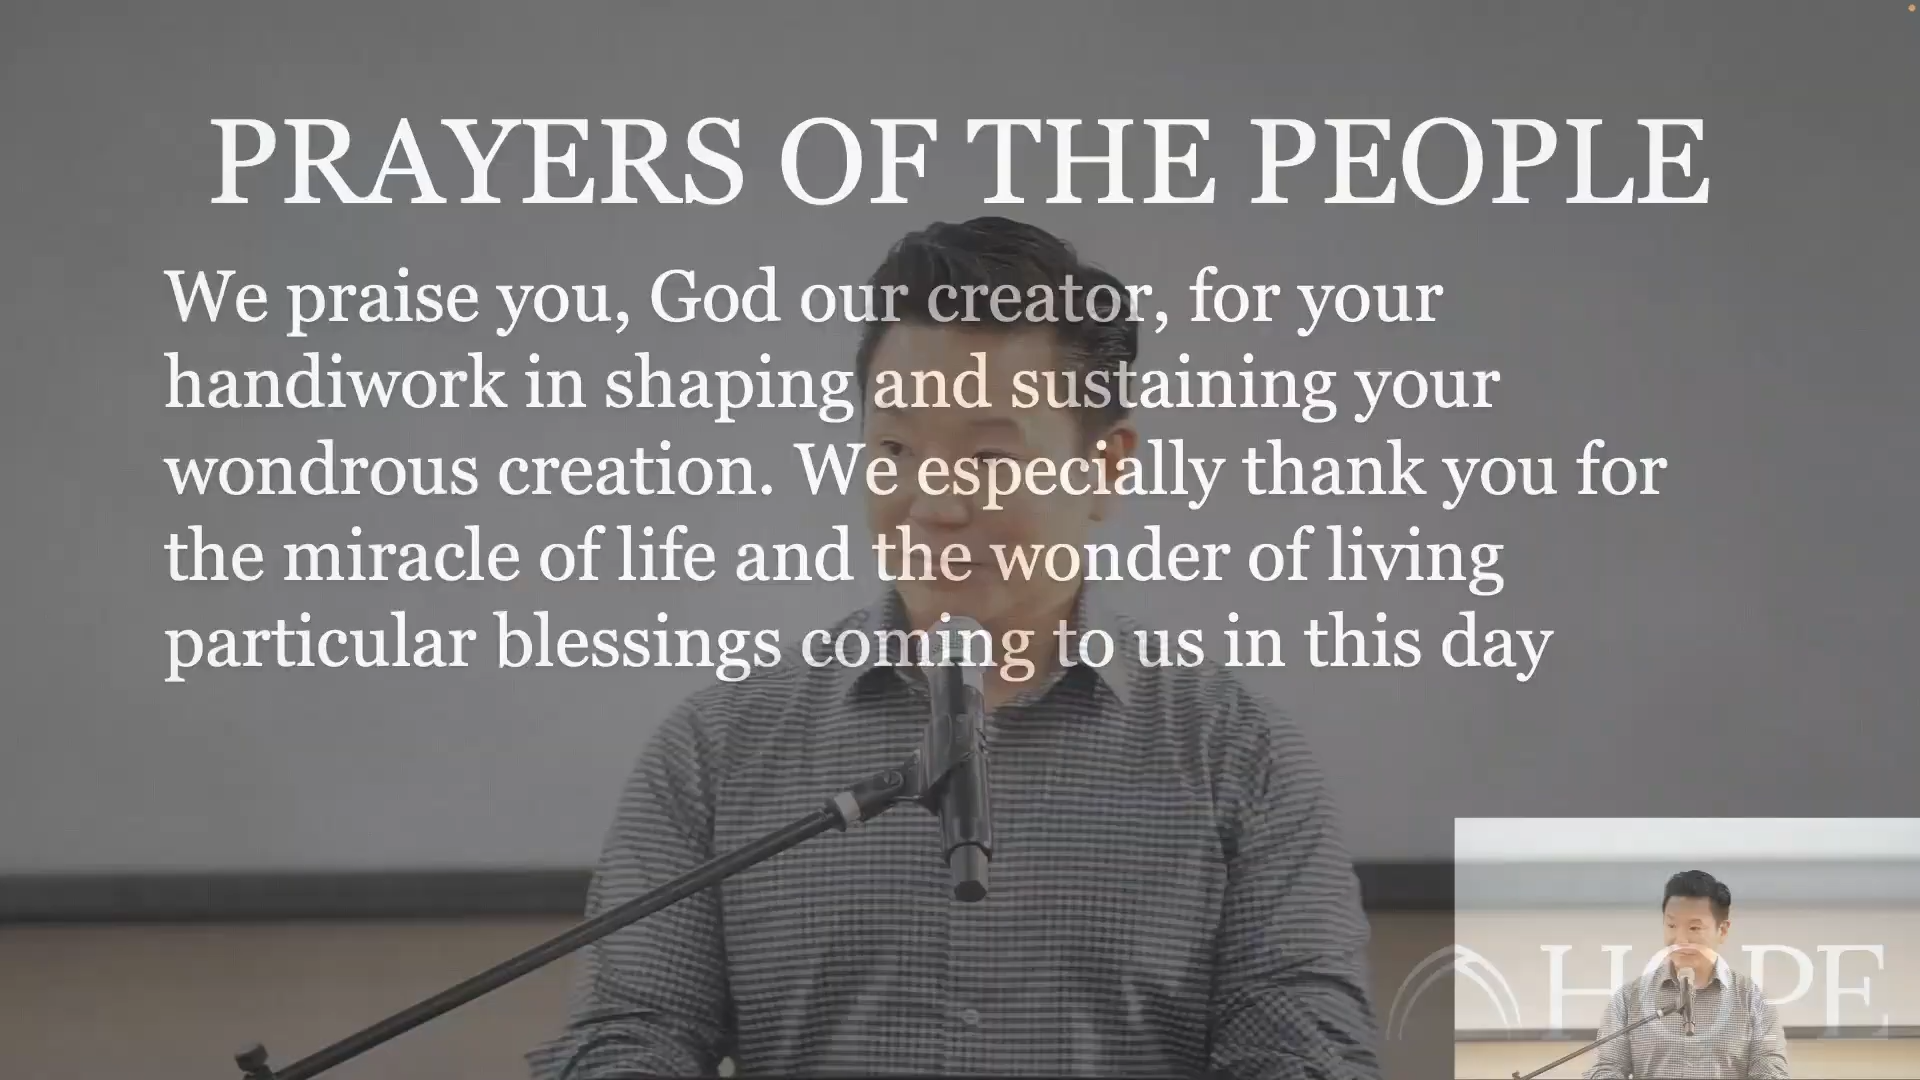 PRAYERS OF THE PEOPLE
We praise you, God our creator, for your
handiwork in shaping and sustaining your
wondrous creation. We especially thank you for
the miracle of life and the wonder of living
particular blessings coming to us in this day
HOPE